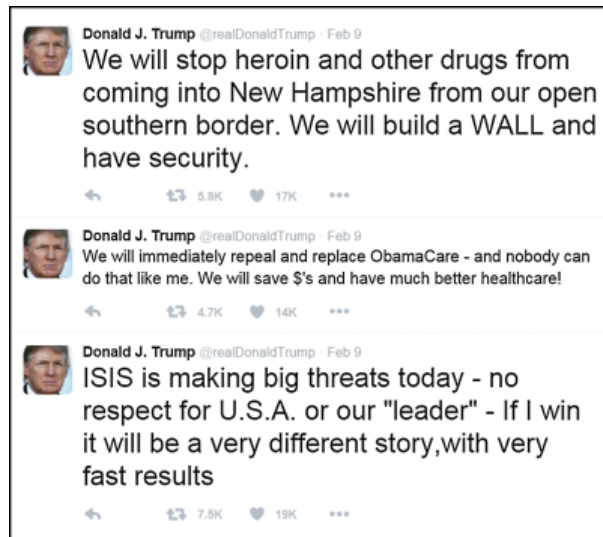 Donald J. Trump @realDonaldTrump · Feb 9
We will stop heroin and other drugs from
coming into New Hampshire from our open
southern border. We will build a WALL and
have security.
5.8K 17K
Donald J. Trump @realDonaldTrump · Feb 9
We will immediately repeal and replace ObamaCare - and nobody can
do that like me. We will save $'s and have much better healthcare!
4.7K 14K
Donald J. Trump @realDonaldTrump · Feb 9
ISIS is making big threats today - no
respect for U.S.A. or our "leader" - If I win
it will be a very different story,with very
fast results
7.5K 19K